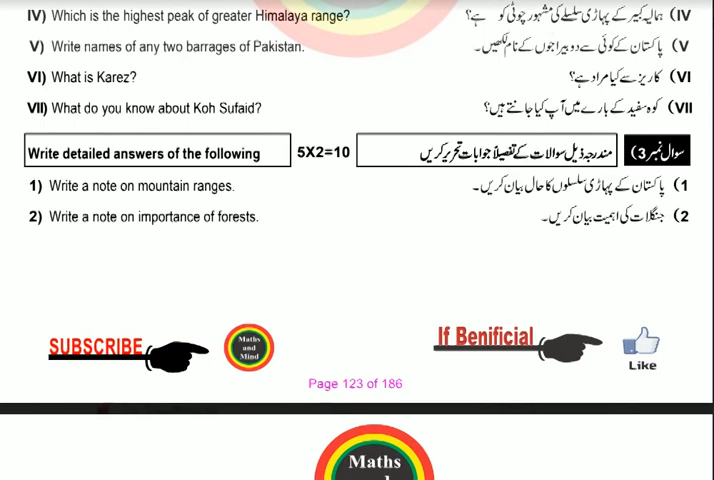 IV) Which is the highest peak of greater Himalaya range? ہمالیہ کبیر کے پہاڑی سلسلے کی مشہور چوٹی کو ہے؟ (IV
V) Write names of any two barrages of Pakistan. پاکستان کے کوئی سے دو بیراجوں کے نام لکھیں۔ (V
VI) What is Karez? کاریز سے کیا مراد ہے؟ (VI
VII) What do you know about Koh Sufaid? کوہ سفید کے بارے میں آپ کیا جانتے ہیں؟ (VII
Write detailed answers of the following 5X2=10 مندرجہ ذیل سوالات کے تفصیلاً جوابات تحریر کریں سوال نمبر 3)
1) Write a note on mountain ranges. پاکستان کے پہاڑی سلسلوں کا حال بیان کریں۔ (1
2) Write a note on importance of forests. جنگلات کی اہمیت بیان کریں۔ (2
SUBSCRIBE
Maths
and
Mind
If Benificial
Like
Page 123 of 186
Maths
and